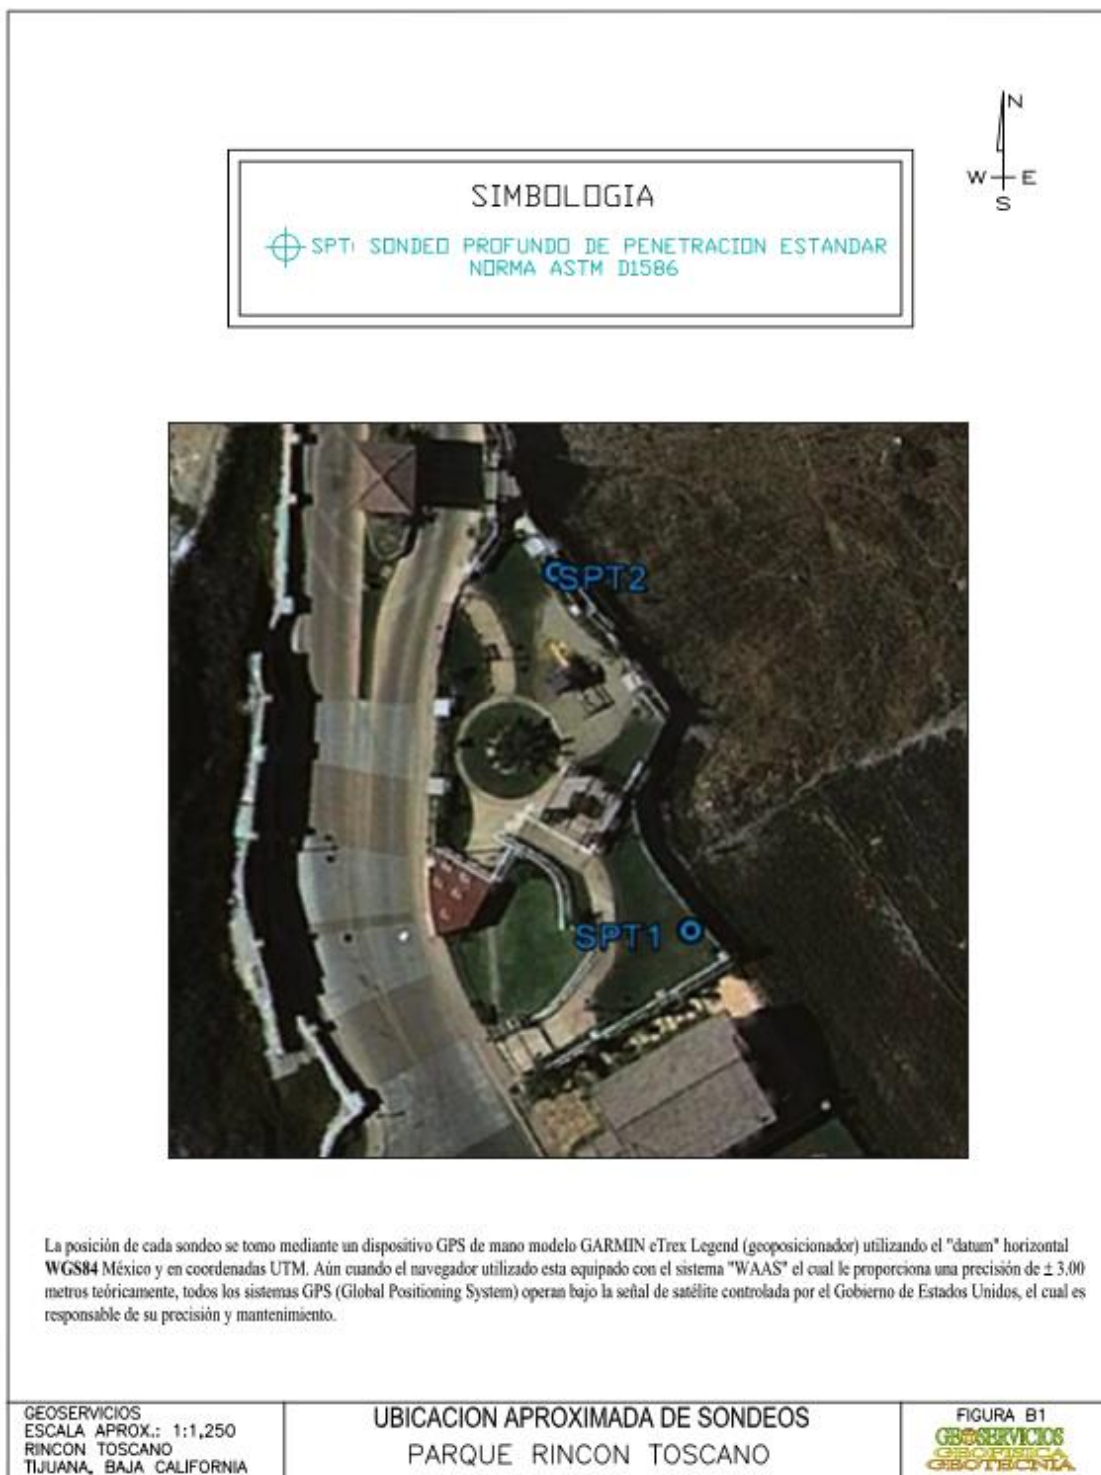 N
W E
S
SIMBOLOGIA
SPT: SONDEO PROFUNDO DE PENETRACION ESTANDAR
NORMA ASTM D1586
SPT2
SPT1
La posición de cada sondeo se tomo mediante un dispositivo GPS de mano modelo GARMIN eTrex Legend (geoposicionador) utilizando el "datum" horizontal
WGS84 México y en coordenadas UTM. Aún cuando el navegador utilizado esta equipado con el sistema "WAAS" el cual le proporciona una precisión de ± 3.00
metros teóricamente, todos los sistemas GPS (Global Positioning System) operan bajo la señal de satélite controlada por el Gobierno de Estados Unidos, el cual es
responsable de su precisión y mantenimiento.
GEOSERVICIOS
ESCALA APROX.: 1:1,250
RINCON TOSCANO
TIJUANA, BAJA CALIFORNIA
UBICACION APROXIMADA DE SONDEOS
PARQUE RINCON TOSCANO
FIGURA B1
GEOSERVICIOS
GEOFISICA
GEOTECNIA